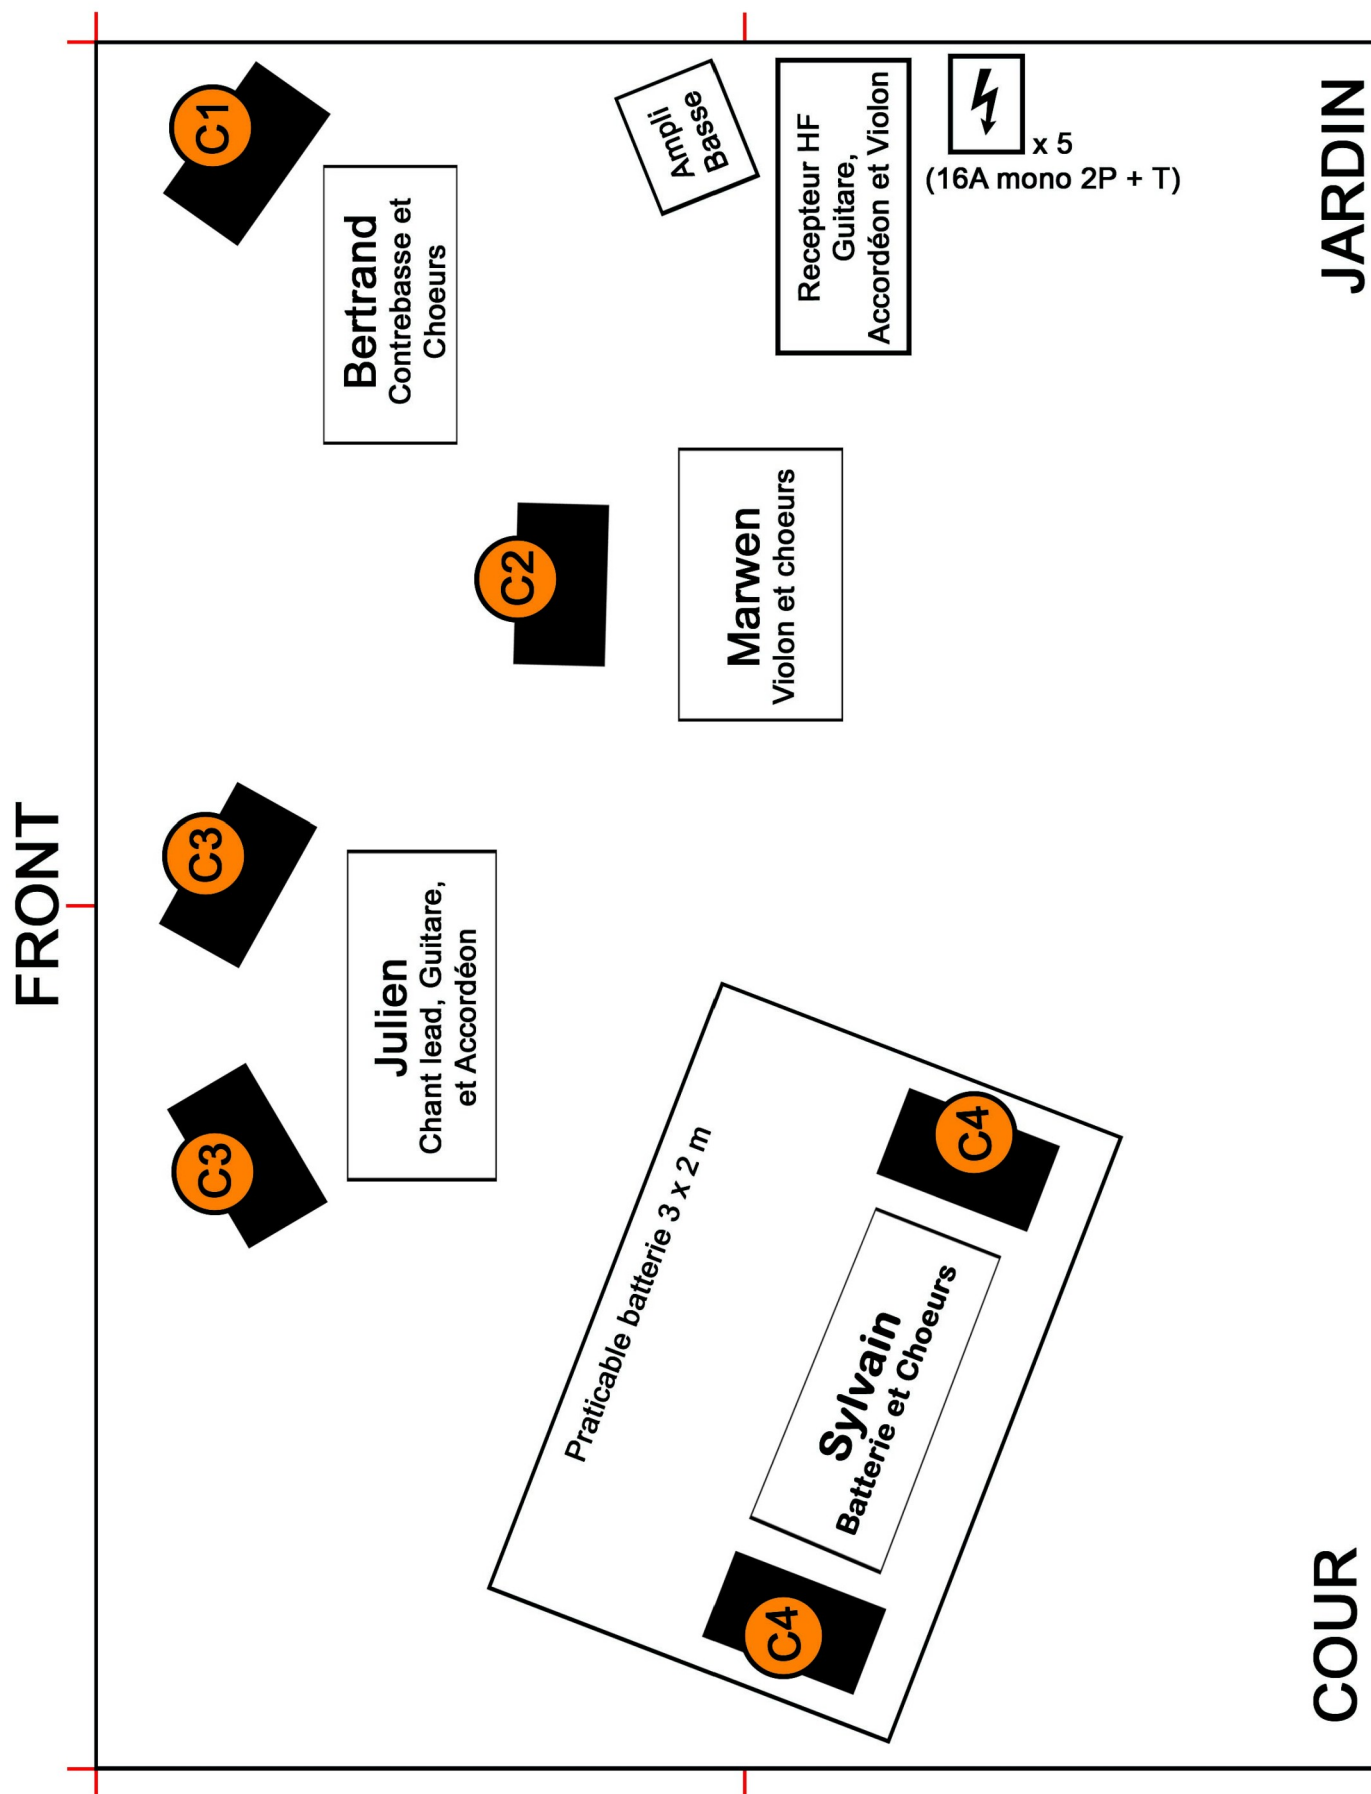 FRONT
C1
Bertrand
Contrebasse et
Choeurs
Ampli
Basse
Recepteur HF
Guitare,
Accordéon et Violon
x 5
(16A mono 2P + T)
JARDIN
C2
Marwen
Violon et choeurs
C3
C3
Julien
Chant lead, Guitare,
et Accordéon
Praticable batterie 3 x 2 m
C4
Sylvain
Batterie et Choeurs
C4
COUR